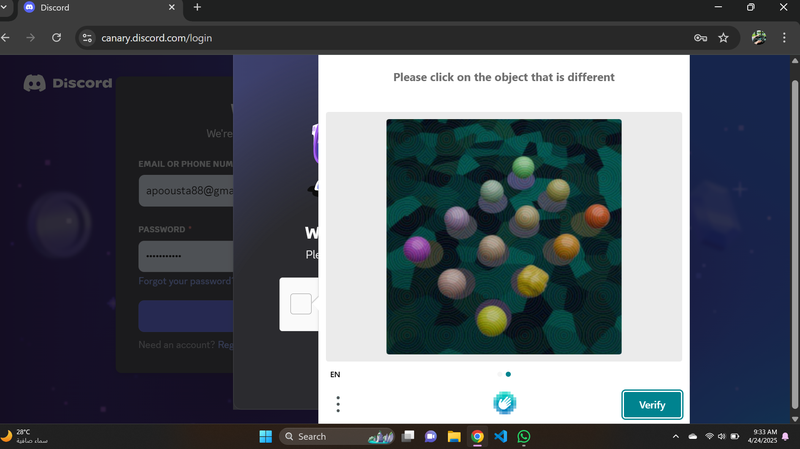 Discord
canary.discord.com/login
Discord
We're
EMAIL OR PHONE NUM
apoousta88@gma
PASSWORD *
Forgot your password?
Need an account? Reg
W
Ple
Please click on the object that is different
EN
Verify
28°C
سماء صافية
Search
9:33 AM
4/24/2025